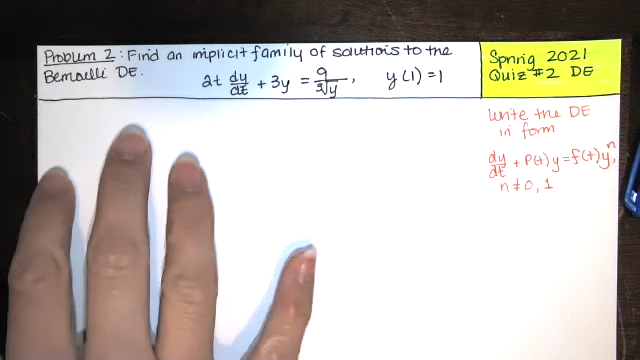 Problem 2: Find an implicit family of solutions to the
Bernoulli DE.
2t dy/dt + 3y = 9/∛y, y(1) = 1
Spring 2021
Quiz #2 DE
Write the DE
in form
dy/dt + P(t)y = f(t)yⁿ,
n ≠ 0, 1